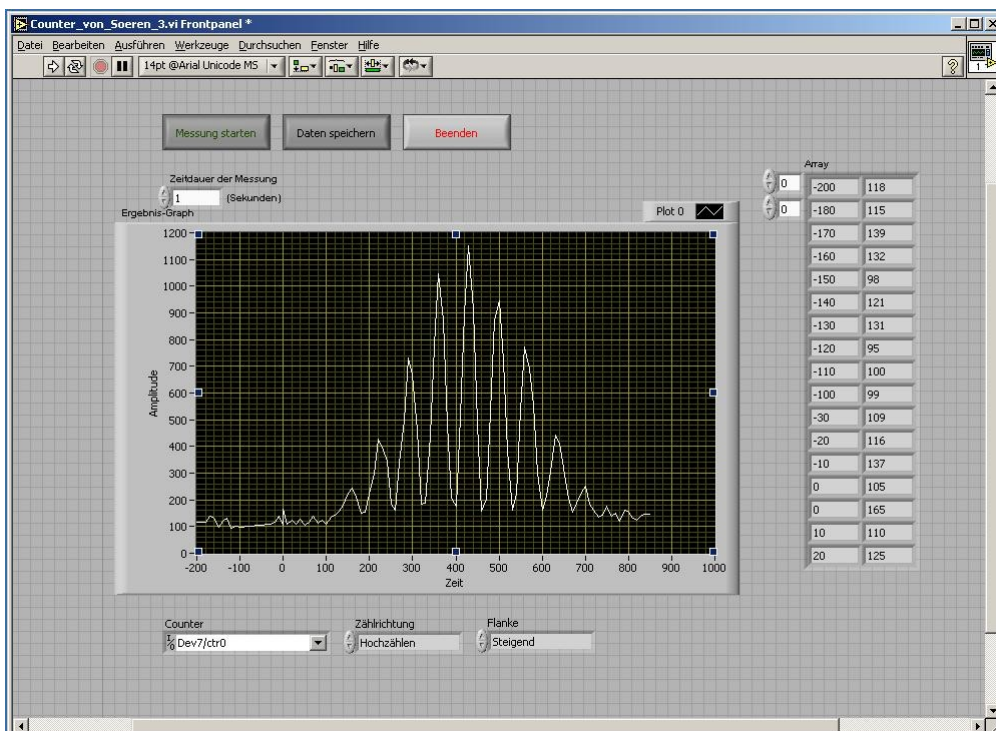 Counter_von_Soeren_3.vi Frontpanel *
Datei Bearbeiten Ausführen Werkzeuge Durchsuchen Fenster Hilfe
14pt @Arial Unicode MS
1
Messung starten Daten speichern Beenden
Zeitdauer der Messung
1 (Sekunden)
Ergebnis-Graph
Plot 0
1200
1100
1000
900
800
700
600
500
400
300
200
100
0
Amplitude
-200 -100 0 100 200 300 400 500 600 700 800 900 1000
Zeit
Array
0 -200 118
0 -180 115
-170 139
-160 132
-150 98
-140 121
-130 131
-120 95
-110 100
-100 99
-30 109
-20 116
-10 137
0 105
0 165
10 110
20 125
Counter Zählrichtung Flanke
Dev7/ctr0 Hochzählen Steigend